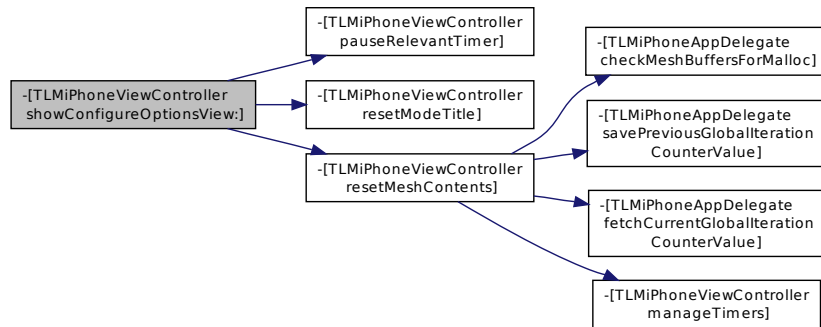 -[TLMiPhoneViewController
showConfigureOptionsView:]
-[TLMiPhoneViewController
pauseRelevantTimer]
-[TLMiPhoneViewController
resetModeTitle]
-[TLMiPhoneViewController
resetMeshContents]
-[TLMiPhoneAppDelegate
checkMeshBuffersForMalloc]
-[TLMiPhoneAppDelegate
savePreviousGlobalIteration
CounterValue]
-[TLMiPhoneAppDelegate
fetchCurrentGlobalIteration
CounterValue]
-[TLMiPhoneViewController
manageTimers]